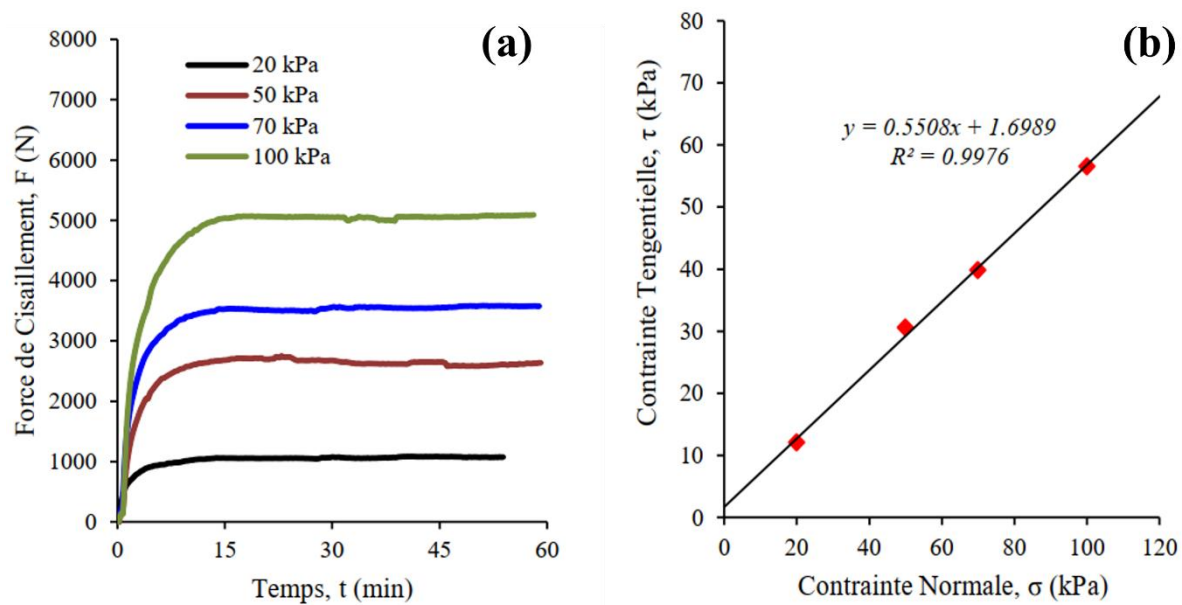 (a)
8000
7000
6000
5000
4000
3000
2000
1000
0
Force de Cisaillement, F (N)
20 kPa
50 kPa
70 kPa
100 kPa
0 15 30 45 60
Temps, t (min)
(b)
80
70
60
50
40
30
20
10
0
Contrainte Tengentielle, τ (kPa)
y = 0.5508x + 1.6989
R² = 0.9976
0 20 40 60 80 100 120
Contrainte Normale, σ (kPa)